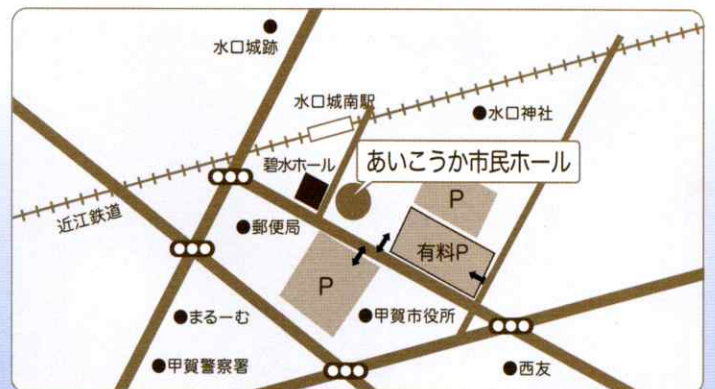 水口城跡
水口城南駅
水口神社
碧水ホール
あいこうか市民ホール
近江鉄道
郵便局
P
有料P
P
まるーむ
甲賀市役所
甲賀警察署
西友